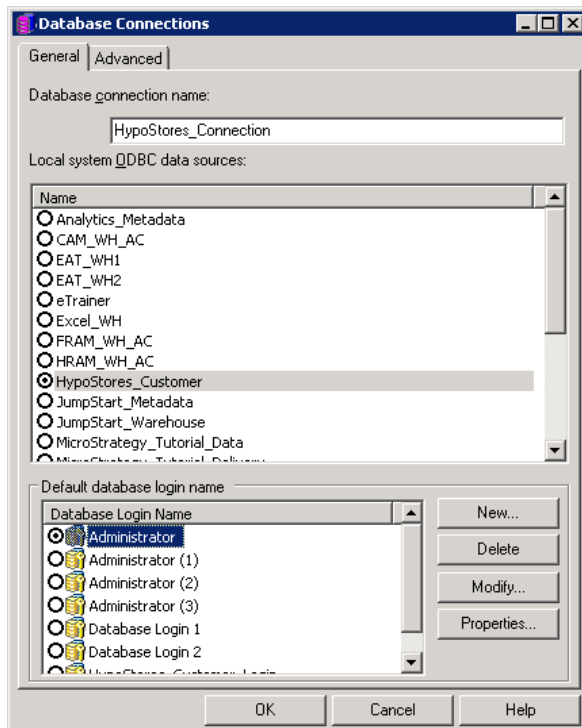 Database Connections
General Advanced
Database connection name:
HypoStores_Connection
Local system ODBC data sources:
Name
Analytics_Metadata
CAM_WH_AC
EAT_WH1
EAT_WH2
eTrainer
Excel_WH
FRAM_WH_AC
HRAM_WH_AC
HypoStores_Customer
JumpStart_Metadata
JumpStart_Warehouse
MicroStrategy_Tutorial_Data
MicroStrategy_Tutorial_Delivery
Default database login name
Database Login Name
New...
Administrator
Delete
Administrator (1)
Administrator (2)
Modify...
Administrator (3)
Properties...
Database Login 1
Database Login 2
HypoStores_Customer_Login
OK Cancel Help